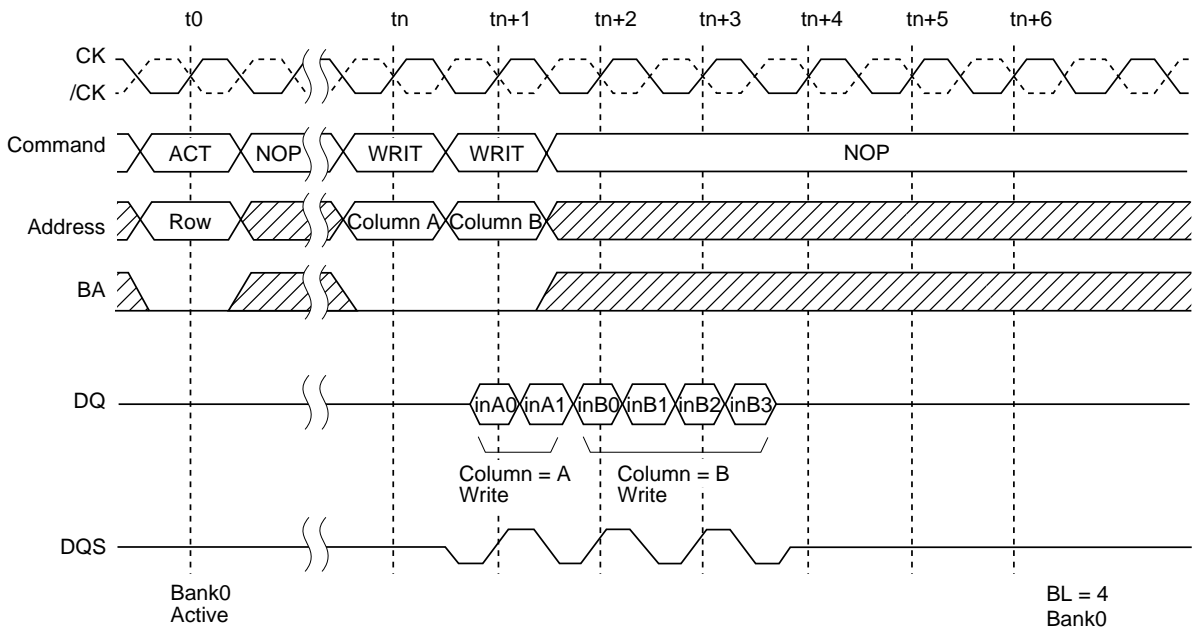 t0 tn tn+1 tn+2 tn+3 tn+4 tn+5 tn+6
CK
/CK
Command ACT NOP WRIT WRIT NOP
Address Row Column A Column B
BA
DQ inA0 inA1 inB0 inB1 inB2 inB3
Column = A Column = B
Write Write
DQS
Bank0 BL = 4
Active Bank0